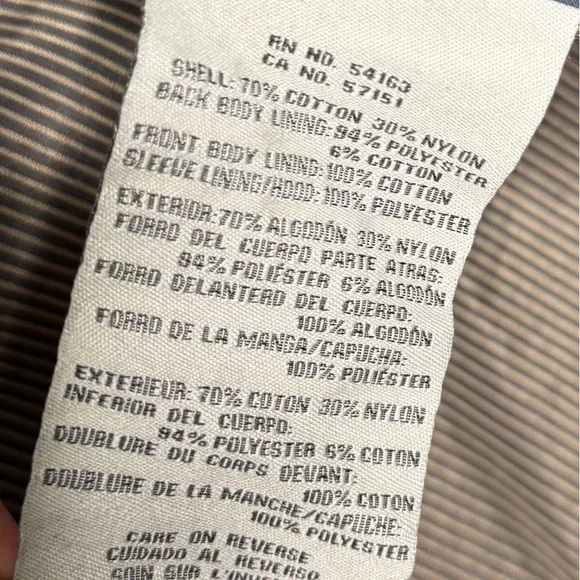 RN NO. 54163
CA NO. 57151
SHELL: 70% COTTON 30% NYLON
BACK BODY LINING: 94% POLYESTER
6% COTTON
FRONT BODY LINING: 100% COTTON
SLEEVE LINING/HOOD: 100% POLYESTER
EXTERIOR: 70% ALGODÓN 30% NYLON
FORRO DEL CUERPO PARTE ATRAS:
94% POLIÉSTER 6% ALGODÓN
FORRO DELANTERO DEL CUERPO:
100% ALGODÓN
FORRO DE LA MANGA/CAPUCHA:
100% POLIÉSTER
EXTERIEUR: 70% COTON 30% NYLON
INFERIOR DEL CUERPO:
94% POLYESTER 6% COTON
DOUBLURE DU CORPS DEVANT:
100% COTON
DOUBLURE DE LA MANCHE/CAPUCHE:
100% POLYESTER
CARE ON REVERSE
CUIDADO AL REVERSO
SOIN SUR L'INVE